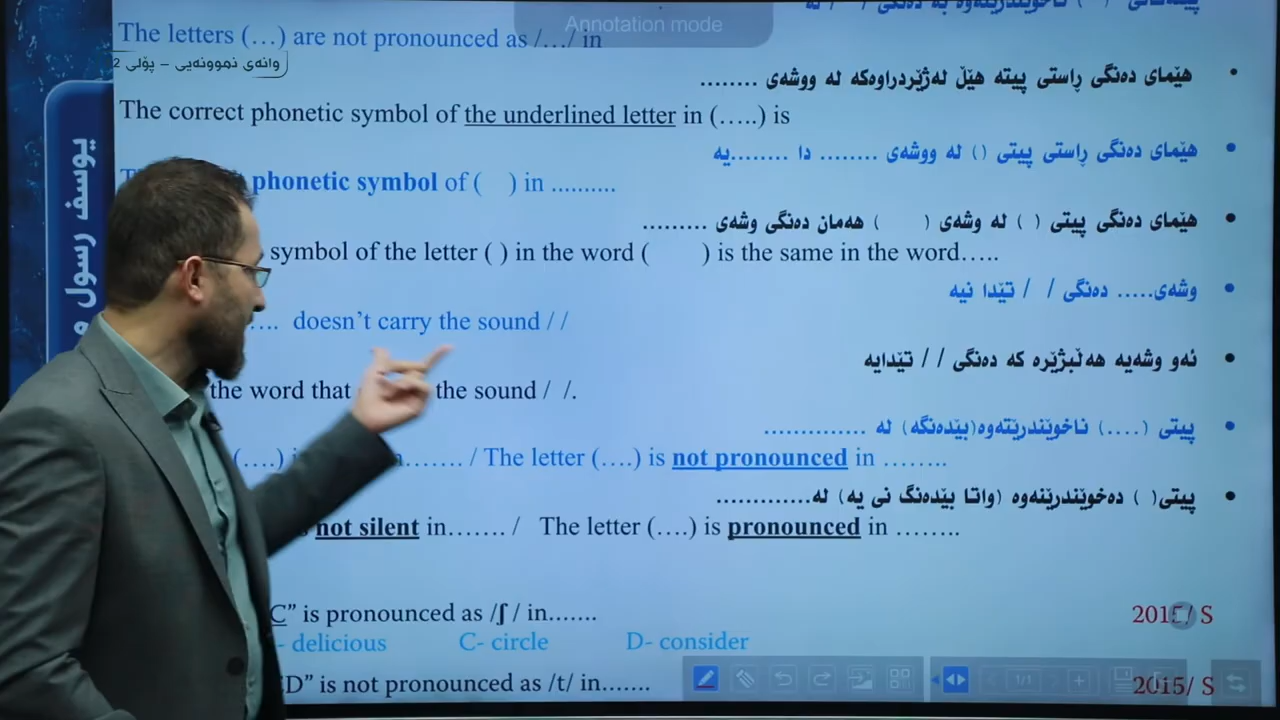 Annotation mode
The letters (…) are not pronounced as /…/ in
وانەی نموونەیی – پۆلی 2
هێمای دەنگی ڕاستی پیتە هێڵ لەژێردراوەکە لە ووشەی ........
The correct phonetic symbol of the underlined letter in (…..) is
هێمای دەنگی ڕاستی پیتی () لە ووشەی ........ دا ........یە
phonetic symbol of ( ) in ..........
هێمای دەنگی پیتی ( ) لە وشەی ( ) هەمان دەنگی وشەی .........
symbol of the letter ( ) in the word ( ) is the same in the word…..
وشەی..... دەنگی / / تێدا نیە
…. doesn’t carry the sound / /
ئەو وشەیە هەڵبژێرە کە دەنگی / / تێدایە
the word that the sound / /.
پیتی (....) ناخوێندرێتەوە(بێدەنگە) لە .............
(….) ……. / The letter (….) is not pronounced in ……..
پیتی( ) دەخوێندرێنەوە (واتا بێدەنگ نی یە) لە.............
not silent in……. / The letter (….) is pronounced in ……..
یوسف رسول
C” is pronounced as /ʃ / in…….
2015/ S
- delicious C- circle D- consider
D” is not pronounced as /t/ in…….
1/1
2015/ S